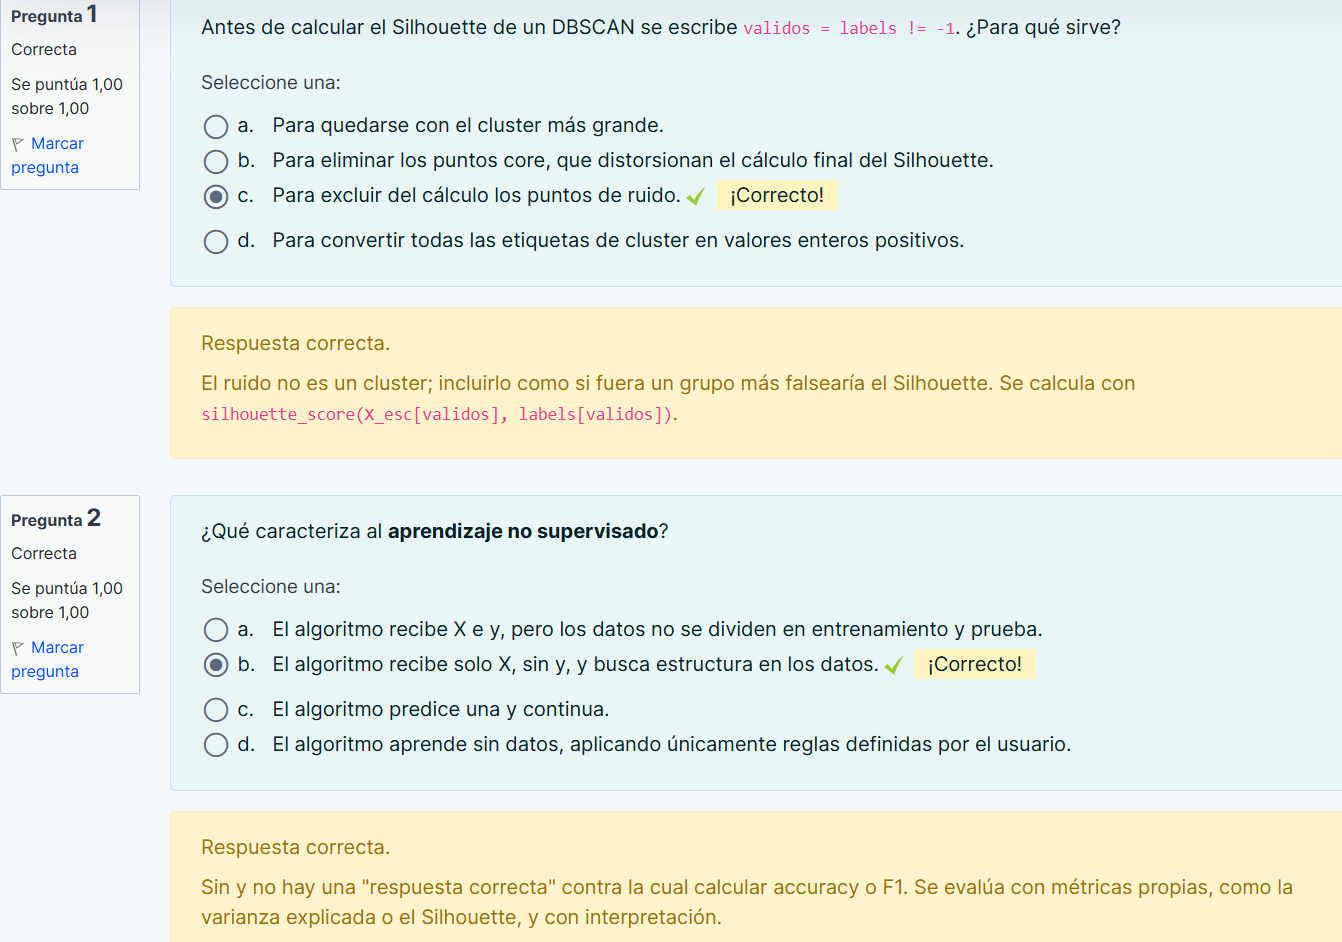 Pregunta 1
Correcta
Se puntúa 1,00
sobre 1,00
Marcar
pregunta
Antes de calcular el Silhouette de un DBSCAN se escribe validos = labels != -1. ¿Para qué sirve?
Seleccione una:
a. Para quedarse con el cluster más grande.
b. Para eliminar los puntos core, que distorsionan el cálculo final del Silhouette.
c. Para excluir del cálculo los puntos de ruido. ¡Correcto!
d. Para convertir todas las etiquetas de cluster en valores enteros positivos.
Respuesta correcta.
El ruido no es un cluster; incluirlo como si fuera un grupo más falsearía el Silhouette. Se calcula con
silhouette_score(X_esc[validos], labels[validos]).
Pregunta 2
Correcta
Se puntúa 1,00
sobre 1,00
Marcar
pregunta
¿Qué caracteriza al aprendizaje no supervisado?
Seleccione una:
a. El algoritmo recibe X e y, pero los datos no se dividen en entrenamiento y prueba.
b. El algoritmo recibe solo X, sin y, y busca estructura en los datos. ¡Correcto!
c. El algoritmo predice una y continua.
d. El algoritmo aprende sin datos, aplicando únicamente reglas definidas por el usuario.
Respuesta correcta.
Sin y no hay una "respuesta correcta" contra la cual calcular accuracy o F1. Se evalúa con métricas propias, como la
varianza explicada o el Silhouette, y con interpretación.